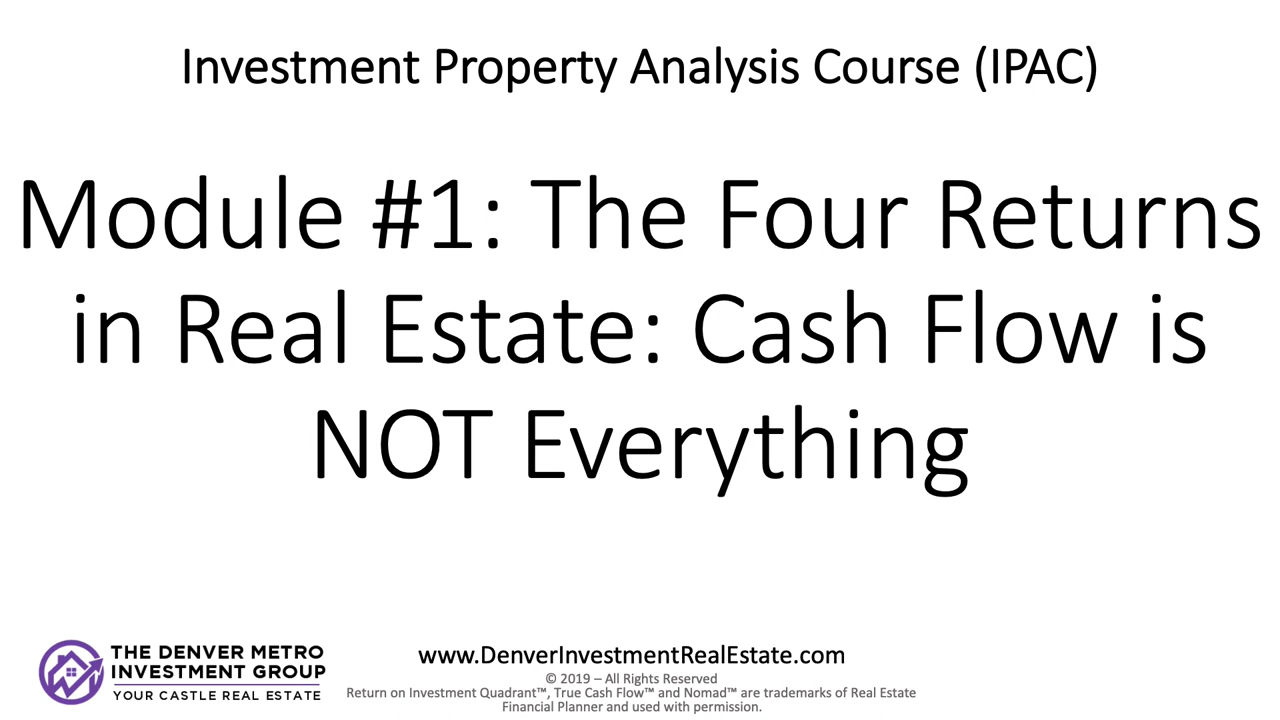 Investment Property Analysis Course (IPAC)
Module #1: The Four Returns
in Real Estate: Cash Flow is
NOT Everything
THE DENVER METRO
INVESTMENT GROUP
YOUR CASTLE REAL ESTATE
www.DenverInvestmentRealEstate.com
© 2019 – All Rights Reserved
Return on Investment Quadrant™, True Cash Flow™ and Nomad™ are trademarks of Real Estate
Financial Planner and used with permission.